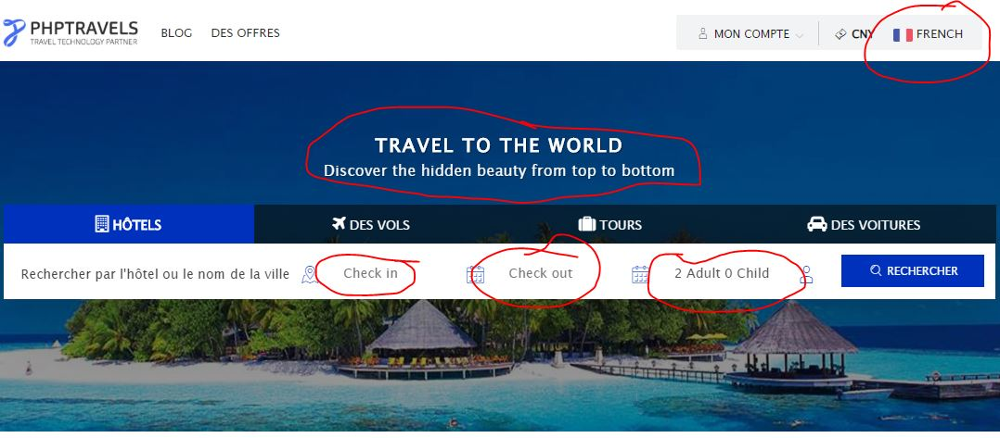 PHPTRAVELS
TRAVEL TECHNOLOGY PARTNER
BLOG DES OFFRES
MON COMPTE CNY FRENCH
TRAVEL TO THE WORLD
Discover the hidden beauty from top to bottom
HÔTELS DES VOLS TOURS DES VOITURES
Rechercher par l'hôtel ou le nom de la ville Check in Check out 2 Adult 0 Child RECHERCHER